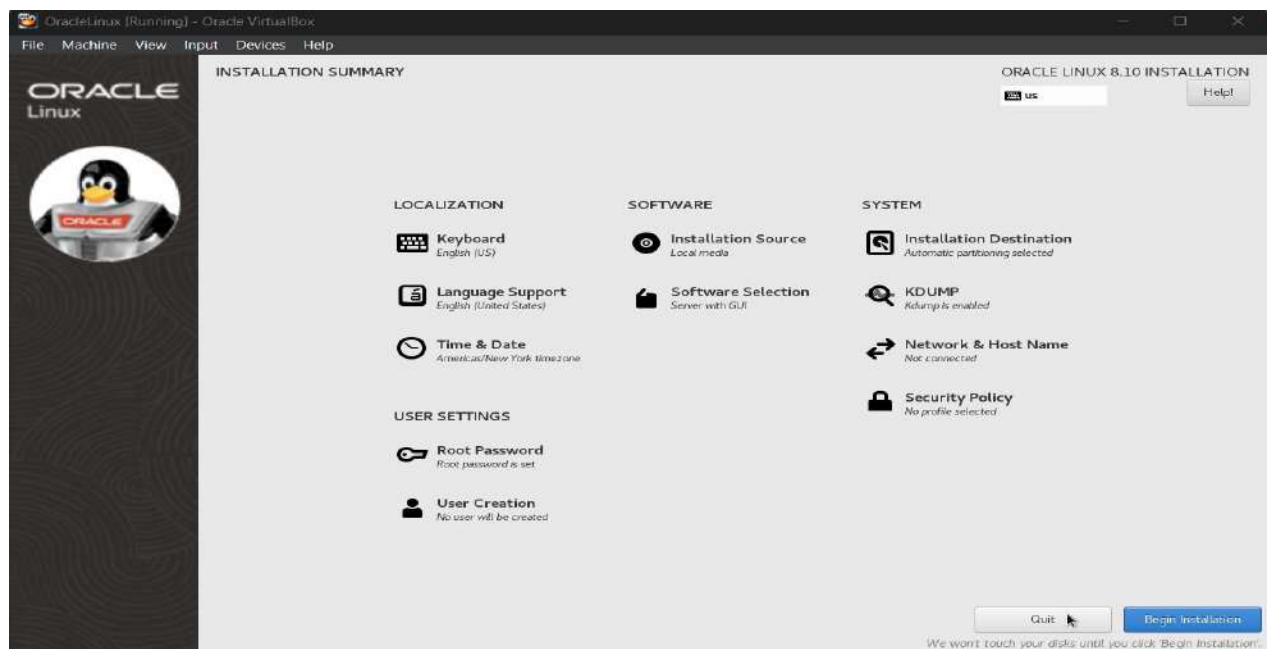 OracleLinux [Running] - Oracle VirtualBox
File Machine View Input Devices Help
ORACLE
Linux
ORACLE
INSTALLATION SUMMARY
ORACLE LINUX 8.10 INSTALLATION
us
Help!
LOCALIZATION
Keyboard
English (US)
Language Support
English (United States)
Time & Date
Americas/New York timezone
USER SETTINGS
Root Password
Root password is set
User Creation
No user will be created
SOFTWARE
Installation Source
Local media
Software Selection
Server with GUI
SYSTEM
Installation Destination
Automatic partitioning selected
KDUMP
Kdump is enabled
Network & Host Name
Not connected
Security Policy
No profile selected
Quit
Begin Installation
We won't touch your disks until you click 'Begin Installation'.